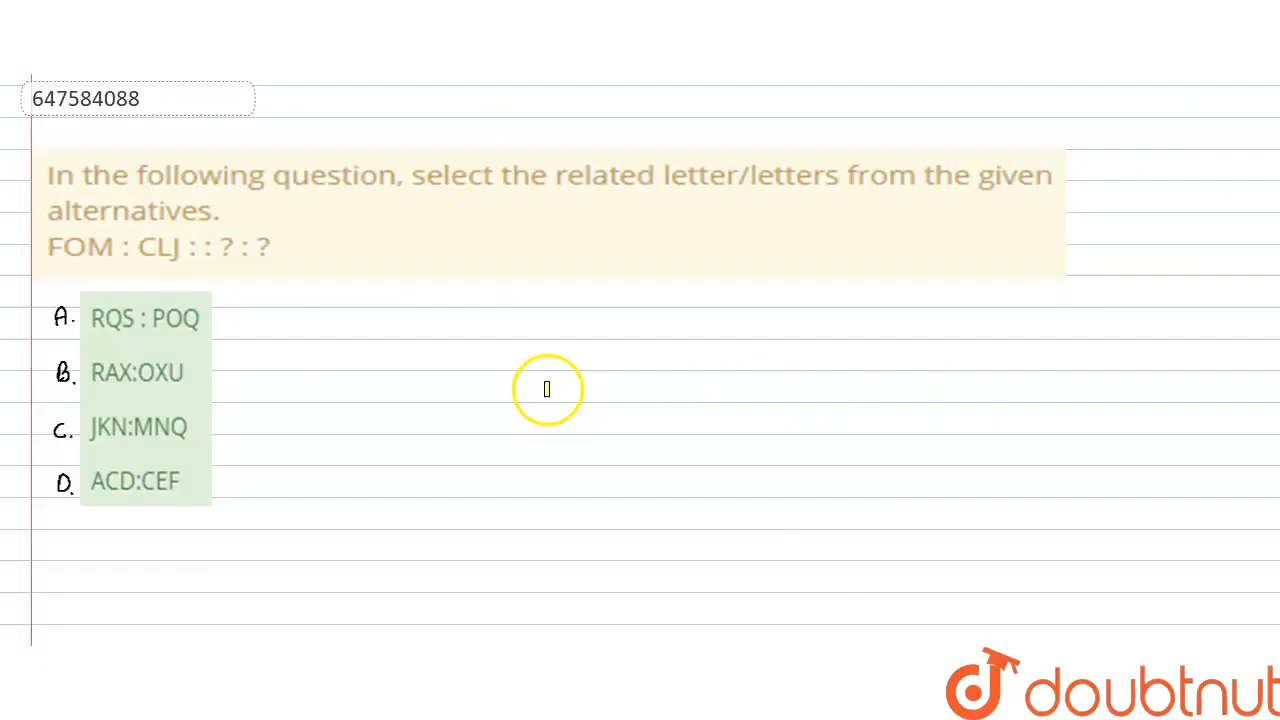 647584088
In the following question, select the related letter/letters from the given
alternatives.
FOM : CLJ : : ? : ?
A. RQS : POQ
B. RAX:OXU
C. JKN:MNQ
D. ACD:CEF
doubtnut